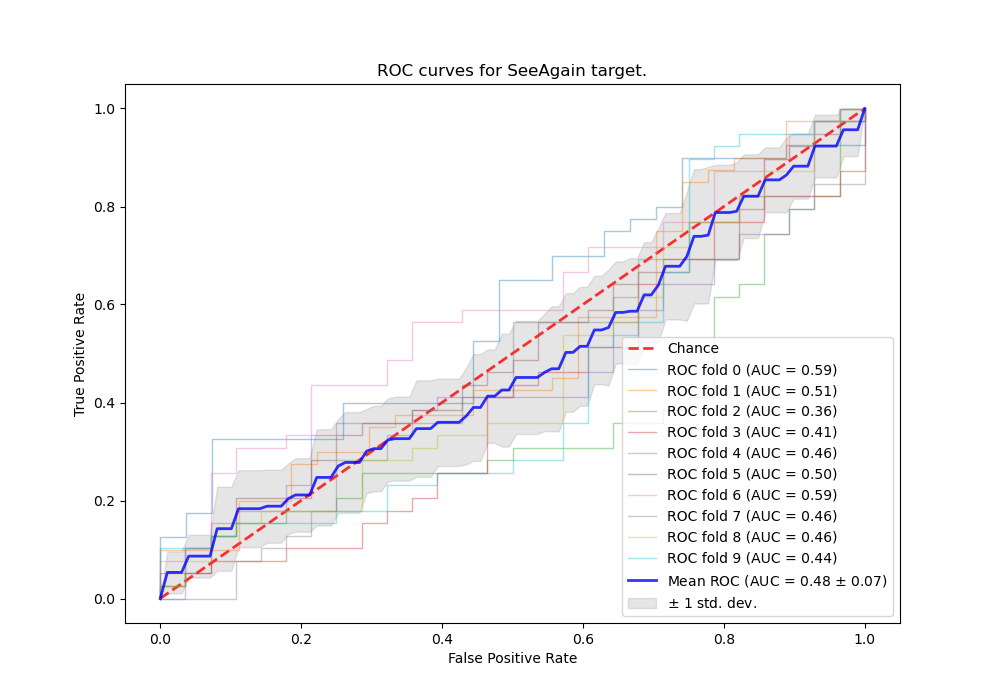 ROC curves for SeeAgain target.
True Positive Rate
1.0
0.8
0.6
0.4
0.2
0.0
Chance
ROC fold 0 (AUC = 0.59)
ROC fold 1 (AUC = 0.51)
ROC fold 2 (AUC = 0.36)
ROC fold 3 (AUC = 0.41)
ROC fold 4 (AUC = 0.46)
ROC fold 5 (AUC = 0.50)
ROC fold 6 (AUC = 0.59)
ROC fold 7 (AUC = 0.46)
ROC fold 8 (AUC = 0.46)
ROC fold 9 (AUC = 0.44)
Mean ROC (AUC = 0.48 ± 0.07)
± 1 std. dev.
0.0 0.2 0.4 0.6 0.8 1.0
False Positive Rate